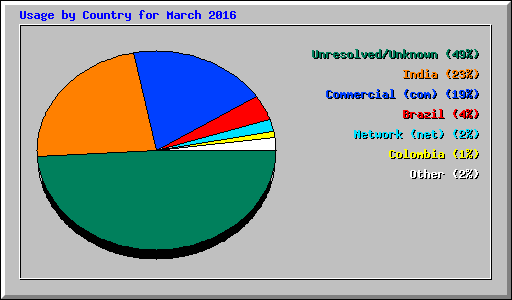 Usage by Country for March 2016
Unresolved/Unknown (49%)
India (23%)
Commercial (com) (19%)
Brazil (4%)
Network (net) (2%)
Colombia (1%)
Other (2%)